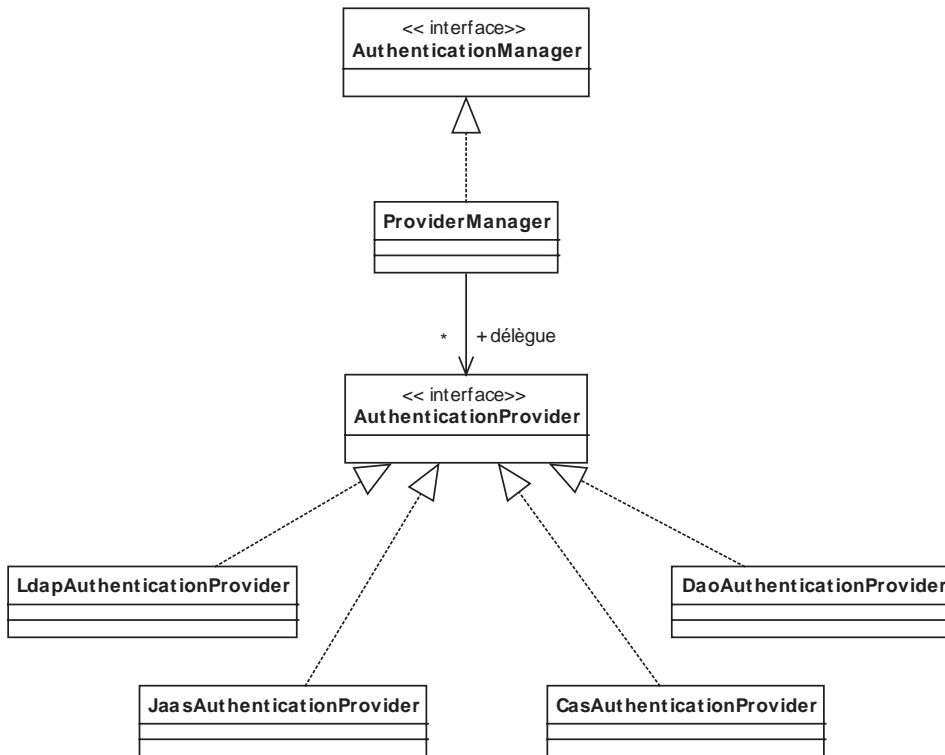 << interface>>
AuthenticationManager
ProviderManager
* + délègue
<< interface>>
AuthenticationProvider
LdapAuthenticationProvider
DaoAuthenticationProvider
JaasAuthenticationProvider
CasAuthenticationProvider